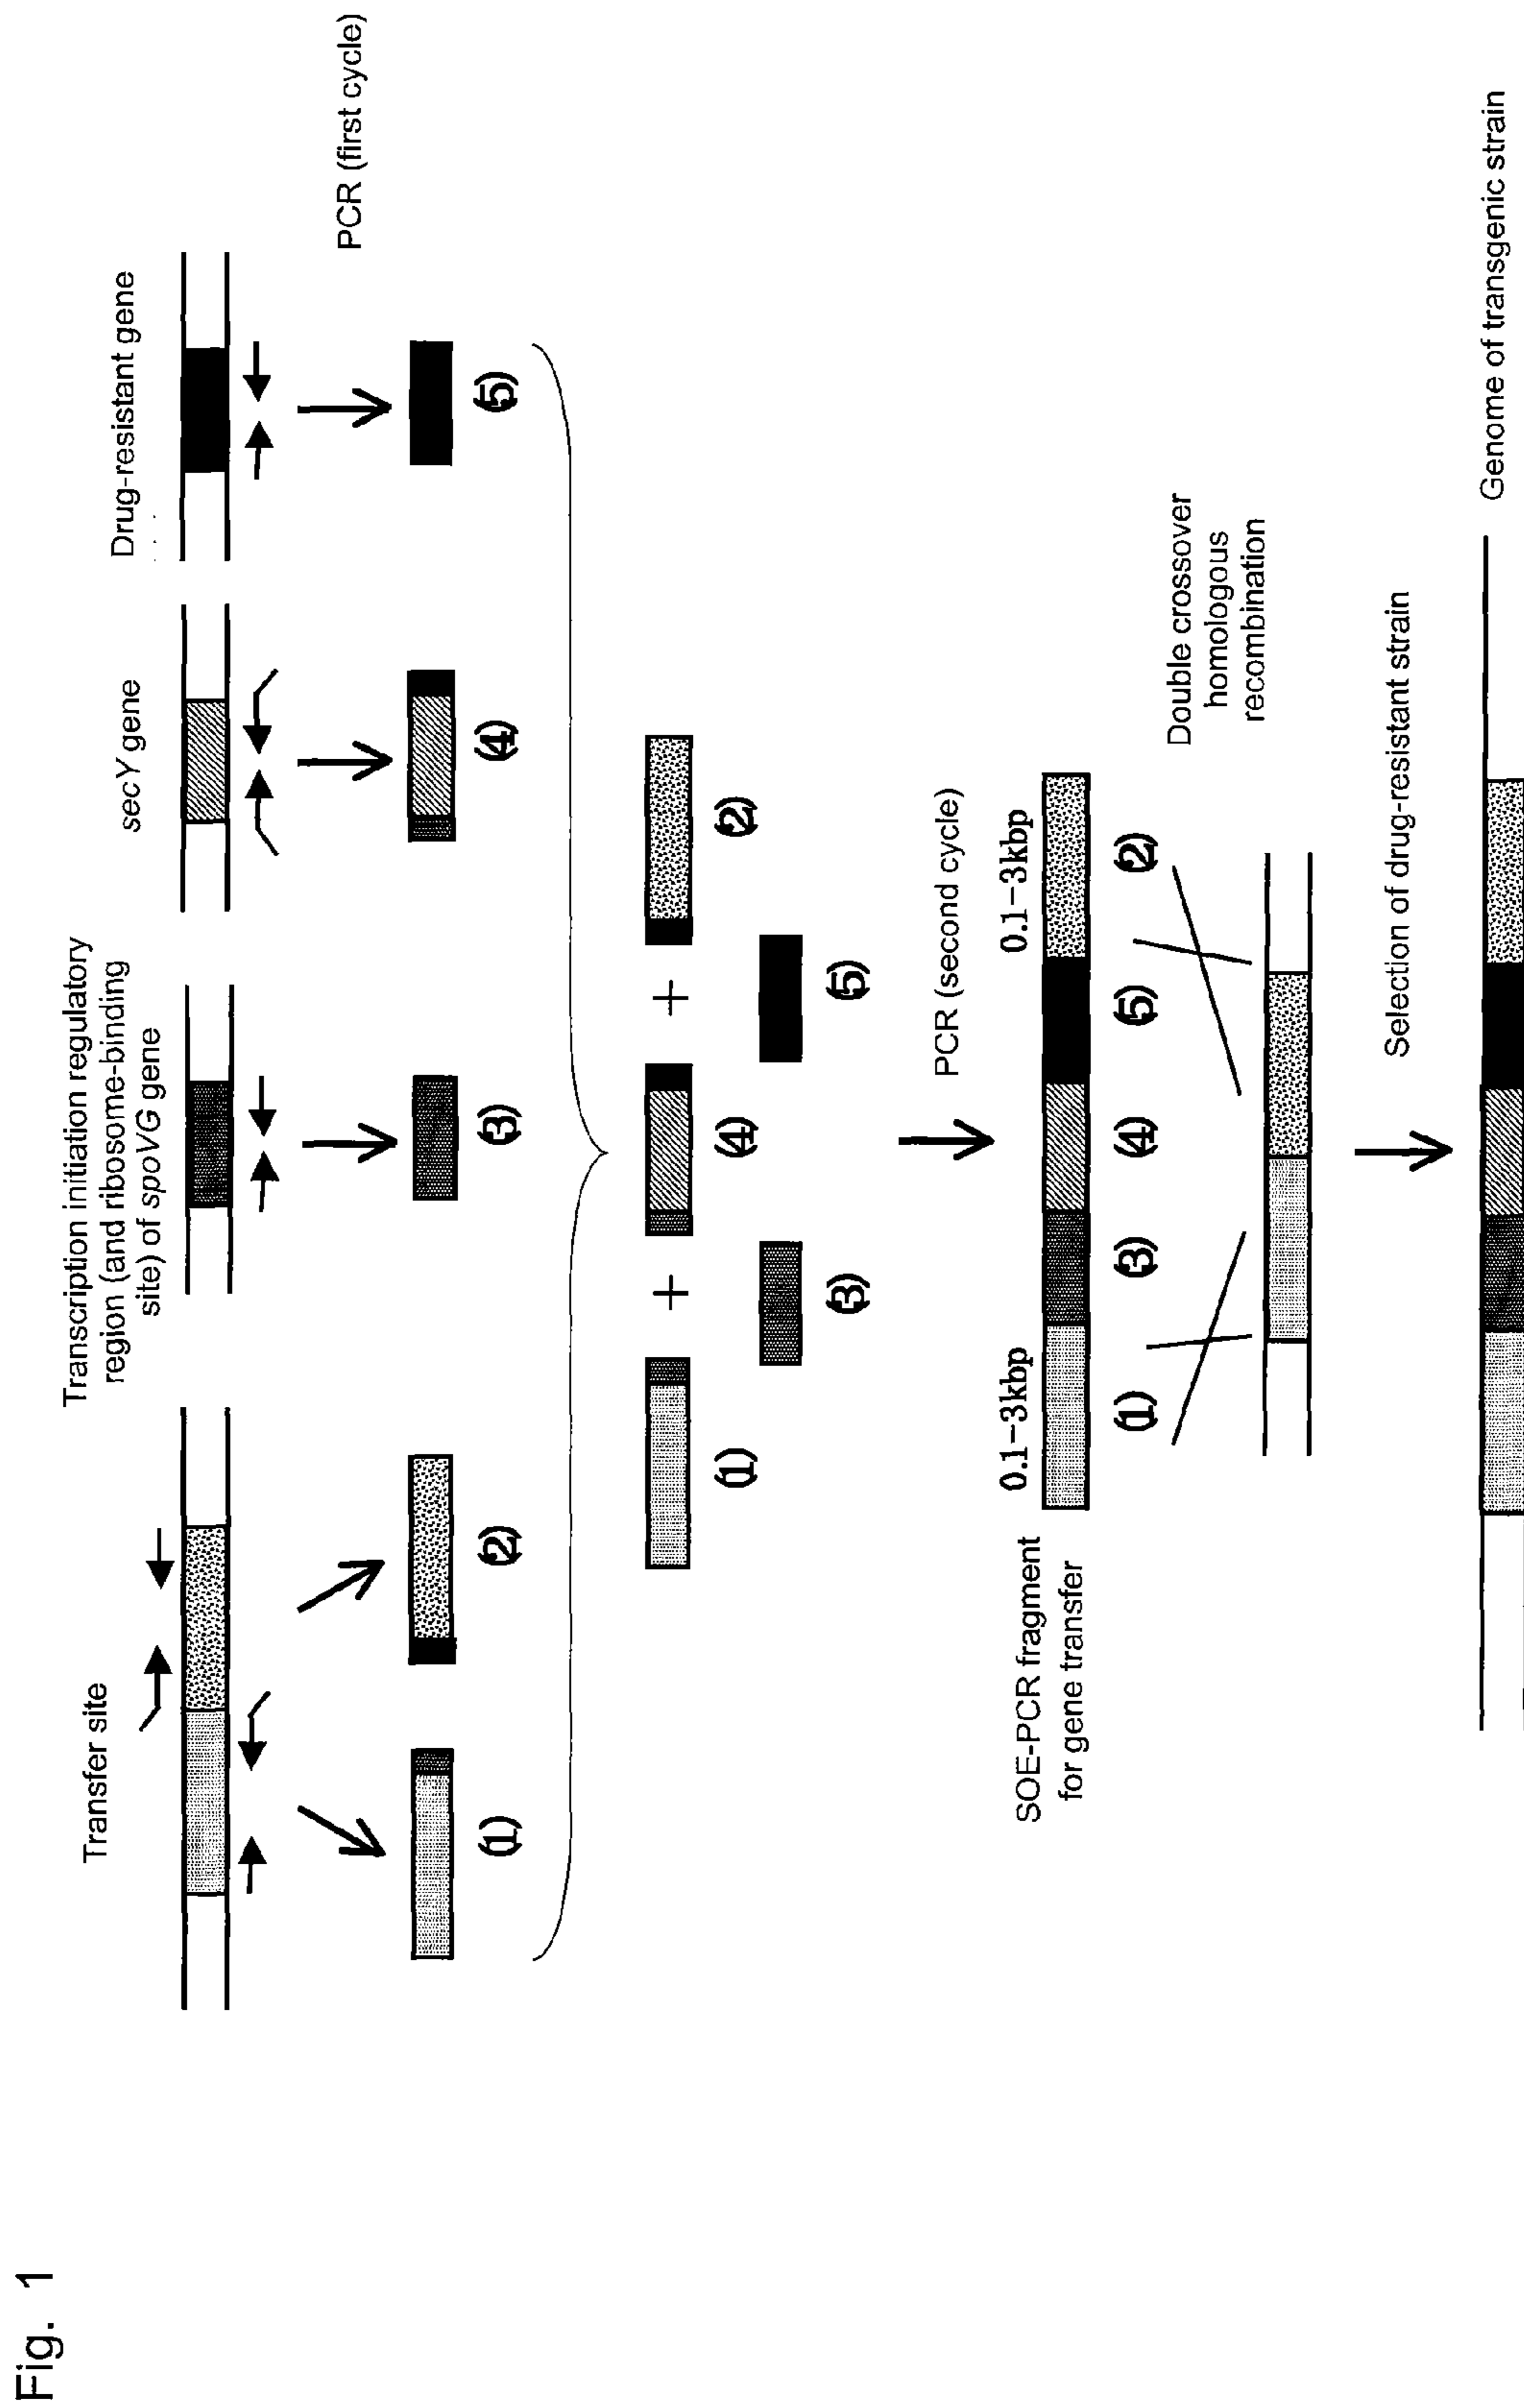 Fig. 1
Transfer site
Transcription initiation regulatory
region (and ribosome-binding
site) of spoVG gene
secY gene
Drug-resistant gene
PCR (first cycle)
(1)
(2)
(3)
(4)
(5)
+
+
(1)
(4)
(2)
(3)
(5)
PCR (second cycle)
SOE-PCR fragment
for gene transfer
0.1-3kbp
0.1-3kbp
(1)
(3)
(4)
(5)
(2)
Double crossover
homologous
recombination
Selection of drug-resistant strain
Genome of transgenic strain